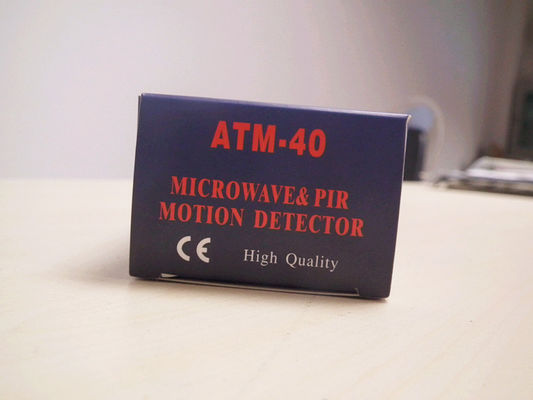 ATM-40
MICROWAVE& PIR
MOTION DETECTOR
CE High Quality